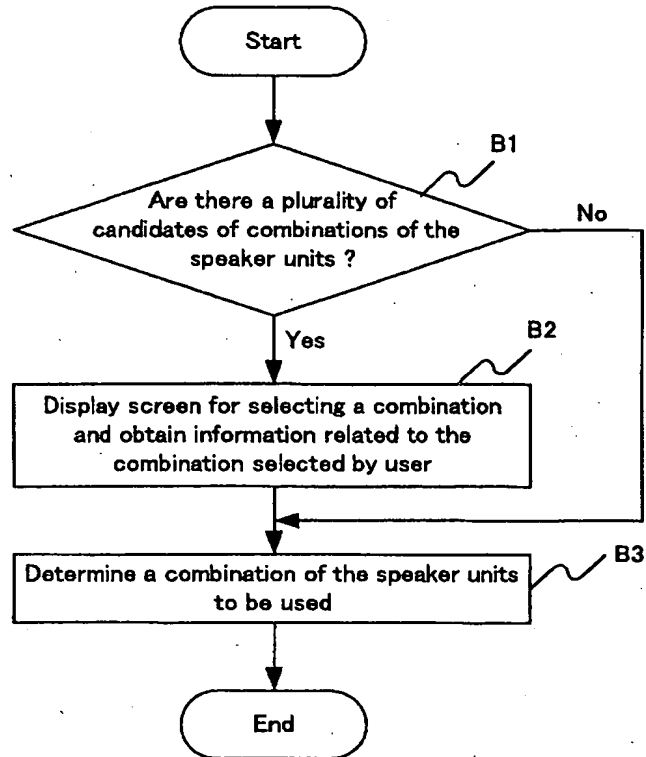 Start
B1
Are there a plurality of
candidates of combinations of the
speaker units ?
No
Yes
B2
Display screen for selecting a combination
and obtain information related to the
combination selected by user
B3
Determine a combination of the speaker units
to be used
End